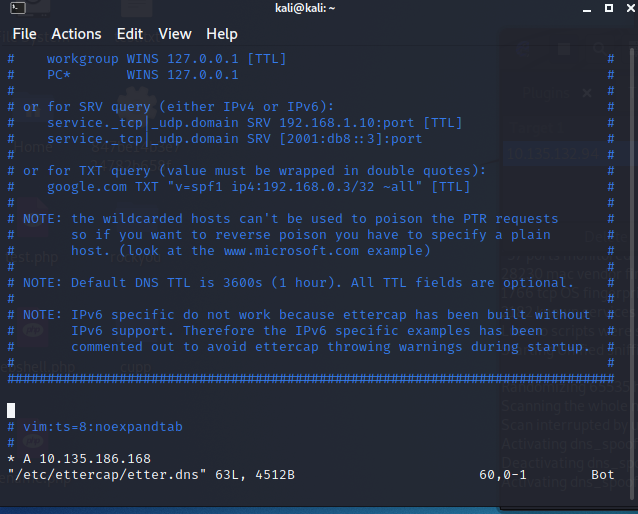 kali@kali: ~
File Actions Edit View Help
#    workgroup WINS 127.0.0.1 [TTL]                                        #
#    PC*       WINS 127.0.0.1                                              #
#                                                                          #
# or for SRV query (either IPv4 or IPv6):                                  #
#    service._tcp|_udp.domain SRV 192.168.1.10:port [TTL]                  #
#    service._tcp|_udp.domain SRV [2001:db8::3]:port                       #
#                                                                          #
# or for TXT query (value must be wrapped in double quotes):               #
#    google.com TXT "v=spf1 ip4:192.168.0.3/32 ~all" [TTL]                 #
#                                                                          #
# NOTE: the wildcarded hosts can't be used to poison the PTR requests      #
#       so if you want to reverse poison you have to specify a plain       #
#       host. (look at the www.microsoft.com example)                      #
#                                                                          #
# NOTE: Default DNS TTL is 3600s (1 hour). All TTL fields are optional.    #
#                                                                          #
# NOTE: IPv6 specific do not work because ettercap has been built without  #
#       IPv6 support. Therefore the IPv6 specific examples has been        #
#       commented out to avoid ettercap throwing warnings during startup.  #
#                                                                          #
############################################################################
# vim:ts=8:noexpandtab
#
* A 10.135.186.168
"/etc/ettercap/etter.dns" 63L, 4512B 60,0-1 Bot